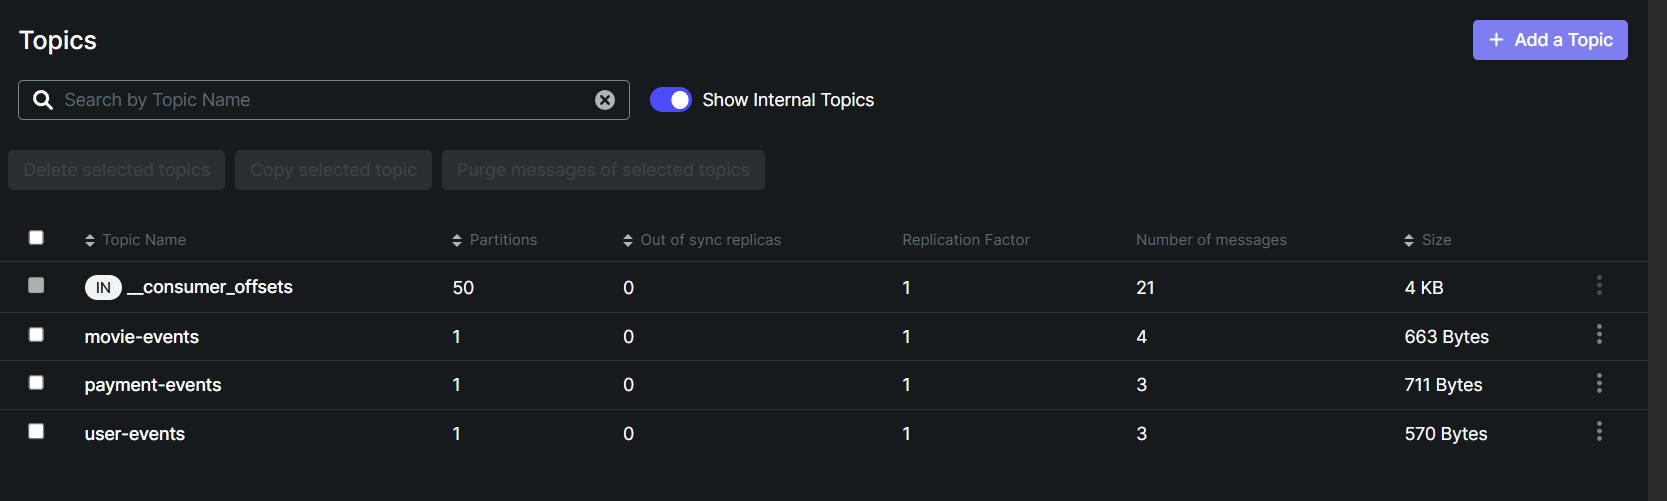 Topics
+ Add a Topic
Search by Topic Name
Show Internal Topics
Delete selected topics Copy selected topic Purge messages of selected topics
Topic Name Partitions Out of sync replicas Replication Factor Number of messages Size
IN __consumer_offsets 50 0 1 21 4 KB
movie-events 1 0 1 4 663 Bytes
payment-events 1 0 1 3 711 Bytes
user-events 1 0 1 3 570 Bytes